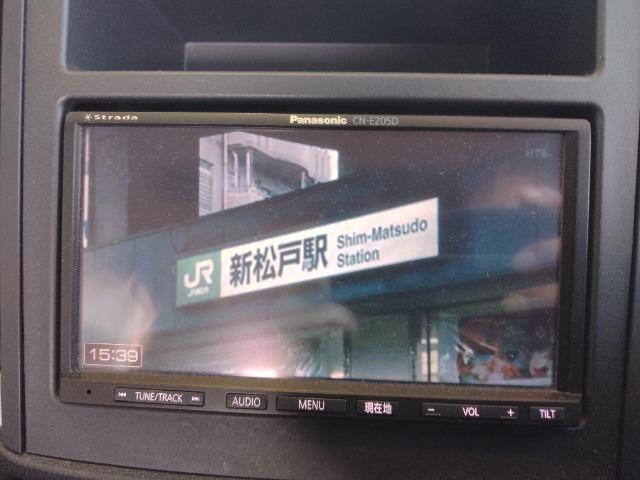 Strada
Panasonic CN-E205D
HTB
JR
新松戸駅
Shim-Matsudo
Station
15:39
TUNE/TRACK
AUDIO
MENU
現在地
− VOL +
TILT